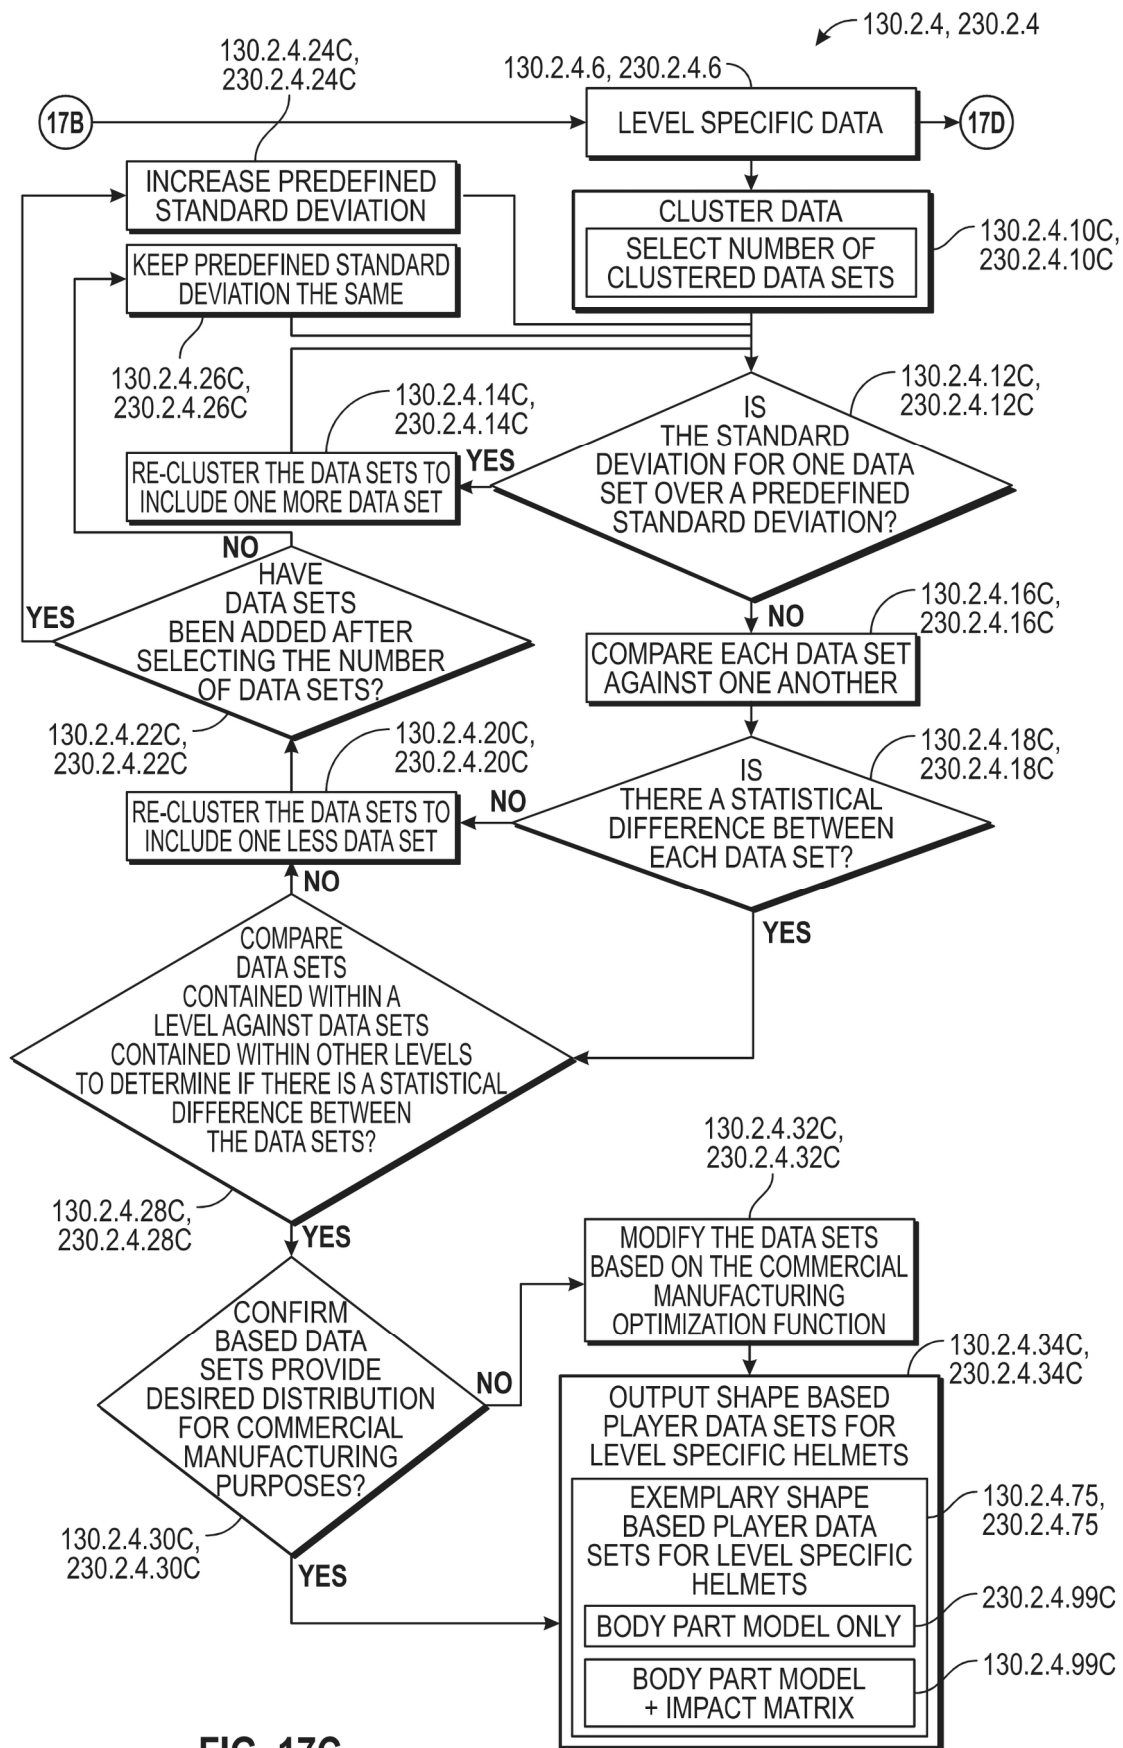 130.2.4, 230.2.4
130.2.4.24C,
230.2.4.24C
130.2.4.6, 230.2.4.6
17B
LEVEL SPECIFIC DATA
17D
INCREASE PREDEFINED
STANDARD DEVIATION
CLUSTER DATA
SELECT NUMBER OF
CLUSTERED DATA SETS
130.2.4.10C,
230.2.4.10C
KEEP PREDEFINED STANDARD
DEVIATION THE SAME
130.2.4.26C,
230.2.4.26C
130.2.4.14C,
230.2.4.14C
130.2.4.12C,
230.2.4.12C
IS
THE STANDARD
DEVIATION FOR ONE DATA
SET OVER A PREDEFINED
STANDARD DEVIATION?
YES
RE-CLUSTER THE DATA SETS TO
INCLUDE ONE MORE DATA SET
NO
YES
HAVE
DATA SETS
BEEN ADDED AFTER
SELECTING THE NUMBER
OF DATA SETS?
130.2.4.22C,
230.2.4.22C
NO
130.2.4.16C,
230.2.4.16C
COMPARE EACH DATA SET
AGAINST ONE ANOTHER
130.2.4.20C,
230.2.4.20C
130.2.4.18C,
230.2.4.18C
IS
THERE A STATISTICAL
DIFFERENCE BETWEEN
EACH DATA SET?
NO
RE-CLUSTER THE DATA SETS TO
INCLUDE ONE LESS DATA SET
NO
YES
COMPARE
DATA SETS
CONTAINED WITHIN A
LEVEL AGAINST DATA SETS
CONTAINED WITHIN OTHER LEVELS
TO DETERMINE IF THERE IS A STATISTICAL
DIFFERENCE BETWEEN
THE DATA SETS?
130.2.4.28C,
230.2.4.28C
YES
130.2.4.32C,
230.2.4.32C
MODIFY THE DATA SETS
BASED ON THE COMMERCIAL
MANUFACTURING
OPTIMIZATION FUNCTION
CONFIRM
BASED DATA
SETS PROVIDE
DESIRED DISTRIBUTION
FOR COMMERCIAL
MANUFACTURING
PURPOSES?
NO
130.2.4.30C,
230.2.4.30C
YES
130.2.4.34C,
230.2.4.34C
OUTPUT SHAPE BASED
PLAYER DATA SETS FOR
LEVEL SPECIFIC HELMETS
EXEMPLARY SHAPE
BASED PLAYER DATA
SETS FOR LEVEL SPECIFIC
HELMETS
130.2.4.75,
230.2.4.75
BODY PART MODEL ONLY
230.2.4.99C
BODY PART MODEL
+ IMPACT MATRIX
130.2.4.99C
FIG. 17C